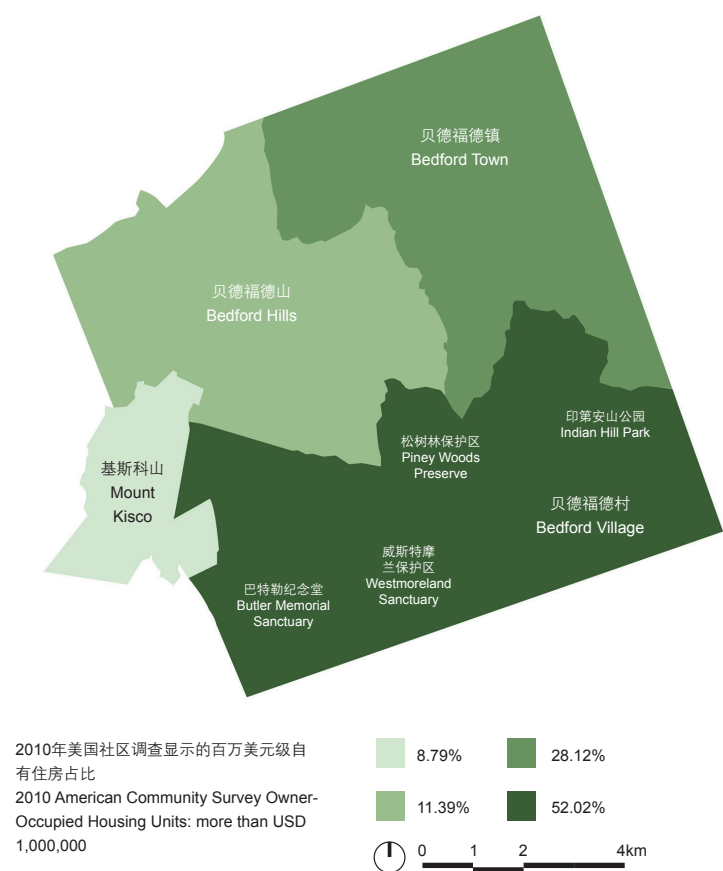 贝德福德镇
Bedford Town
贝德福德山
Bedford Hills
基斯科山
Mount
Kisco
松树林保护区
Piney Woods
Preserve
印第安山公园
Indian Hill Park
贝德福德村
Bedford Village
威斯特摩
兰保护区
Westmoreland
Sanctuary
巴特勒纪念堂
Butler Memorial
Sanctuary
2010年美国社区调查显示的百万美元级自
有住房占比
2010 American Community Survey Owner-
Occupied Housing Units: more than USD
1,000,000
8.79%
28.12%
11.39%
52.02%
0 1 2 4km